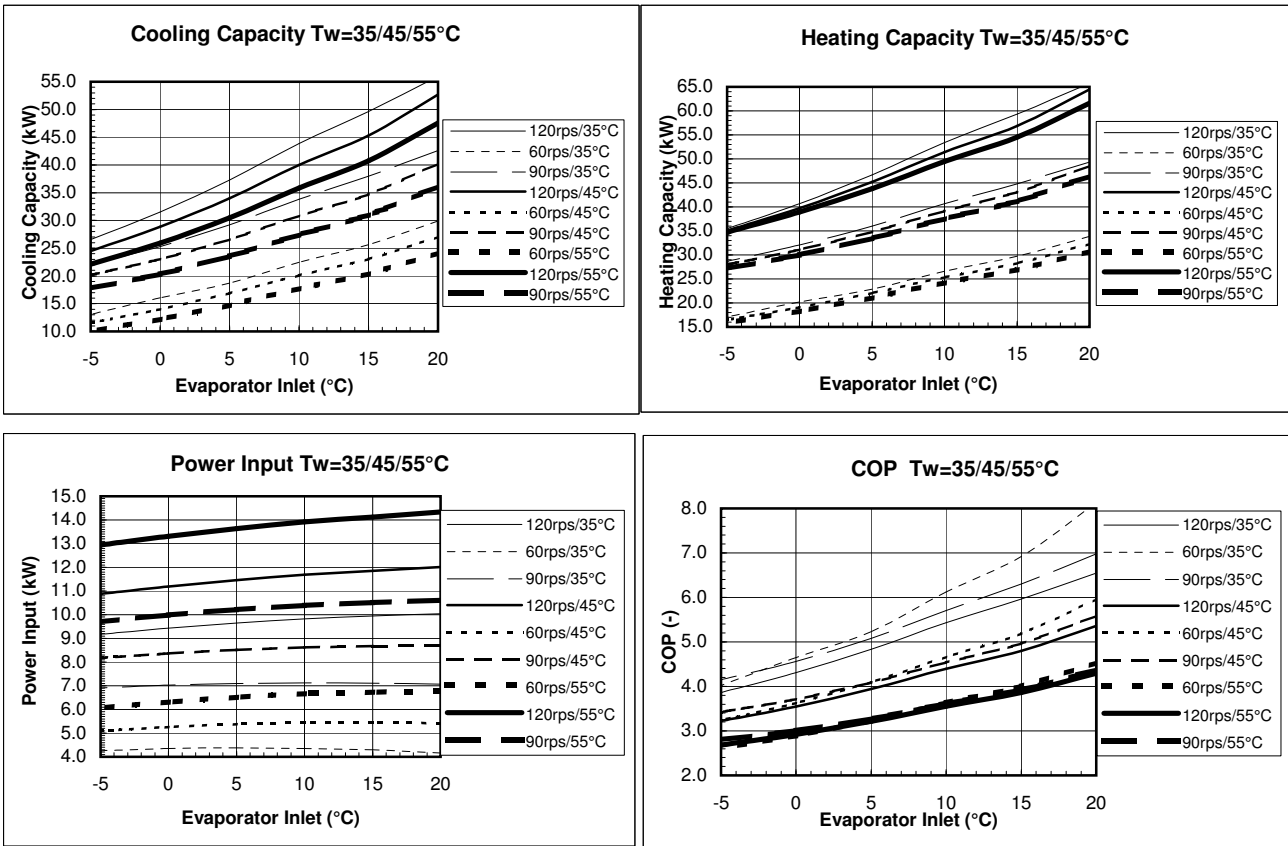 Cooling Capacity Tw=35/45/55°C
Cooling Capacity (kW)
55.0
50.0
45.0
40.0
35.0
30.0
25.0
20.0
15.0
10.0
-5 0 5 10 15 20
Evaporator Inlet (°C)
120rps/35°C
60rps/35°C
90rps/35°C
120rps/45°C
60rps/45°C
90rps/45°C
60rps/55°C
120rps/55°C
90rps/55°C
Heating Capacity Tw=35/45/55°C
Heating Capacity (kW)
65.0
60.0
55.0
50.0
45.0
40.0
35.0
30.0
25.0
20.0
15.0
-5 0 5 10 15 20
Evaporator Inlet (°C)
120rps/35°C
60rps/35°C
90rps/35°C
120rps/45°C
60rps/45°C
90rps/45°C
60rps/55°C
120rps/55°C
90rps/55°C
Power Input Tw=35/45/55°C
Power Input (kW)
15.0
14.0
13.0
12.0
11.0
10.0
9.0
8.0
7.0
6.0
5.0
4.0
-5 0 5 10 15 20
Evaporator Inlet (°C)
120rps/35°C
60rps/35°C
90rps/35°C
120rps/45°C
60rps/45°C
90rps/45°C
60rps/55°C
120rps/55°C
90rps/55°C
COP Tw=35/45/55°C
COP (-)
8.0
7.0
6.0
5.0
4.0
3.0
2.0
-5 0 5 10 15 20
Evaporator Inlet (°C)
120rps/35°C
60rps/35°C
90rps/35°C
120rps/45°C
60rps/45°C
90rps/45°C
60rps/55°C
120rps/55°C
90rps/55°C